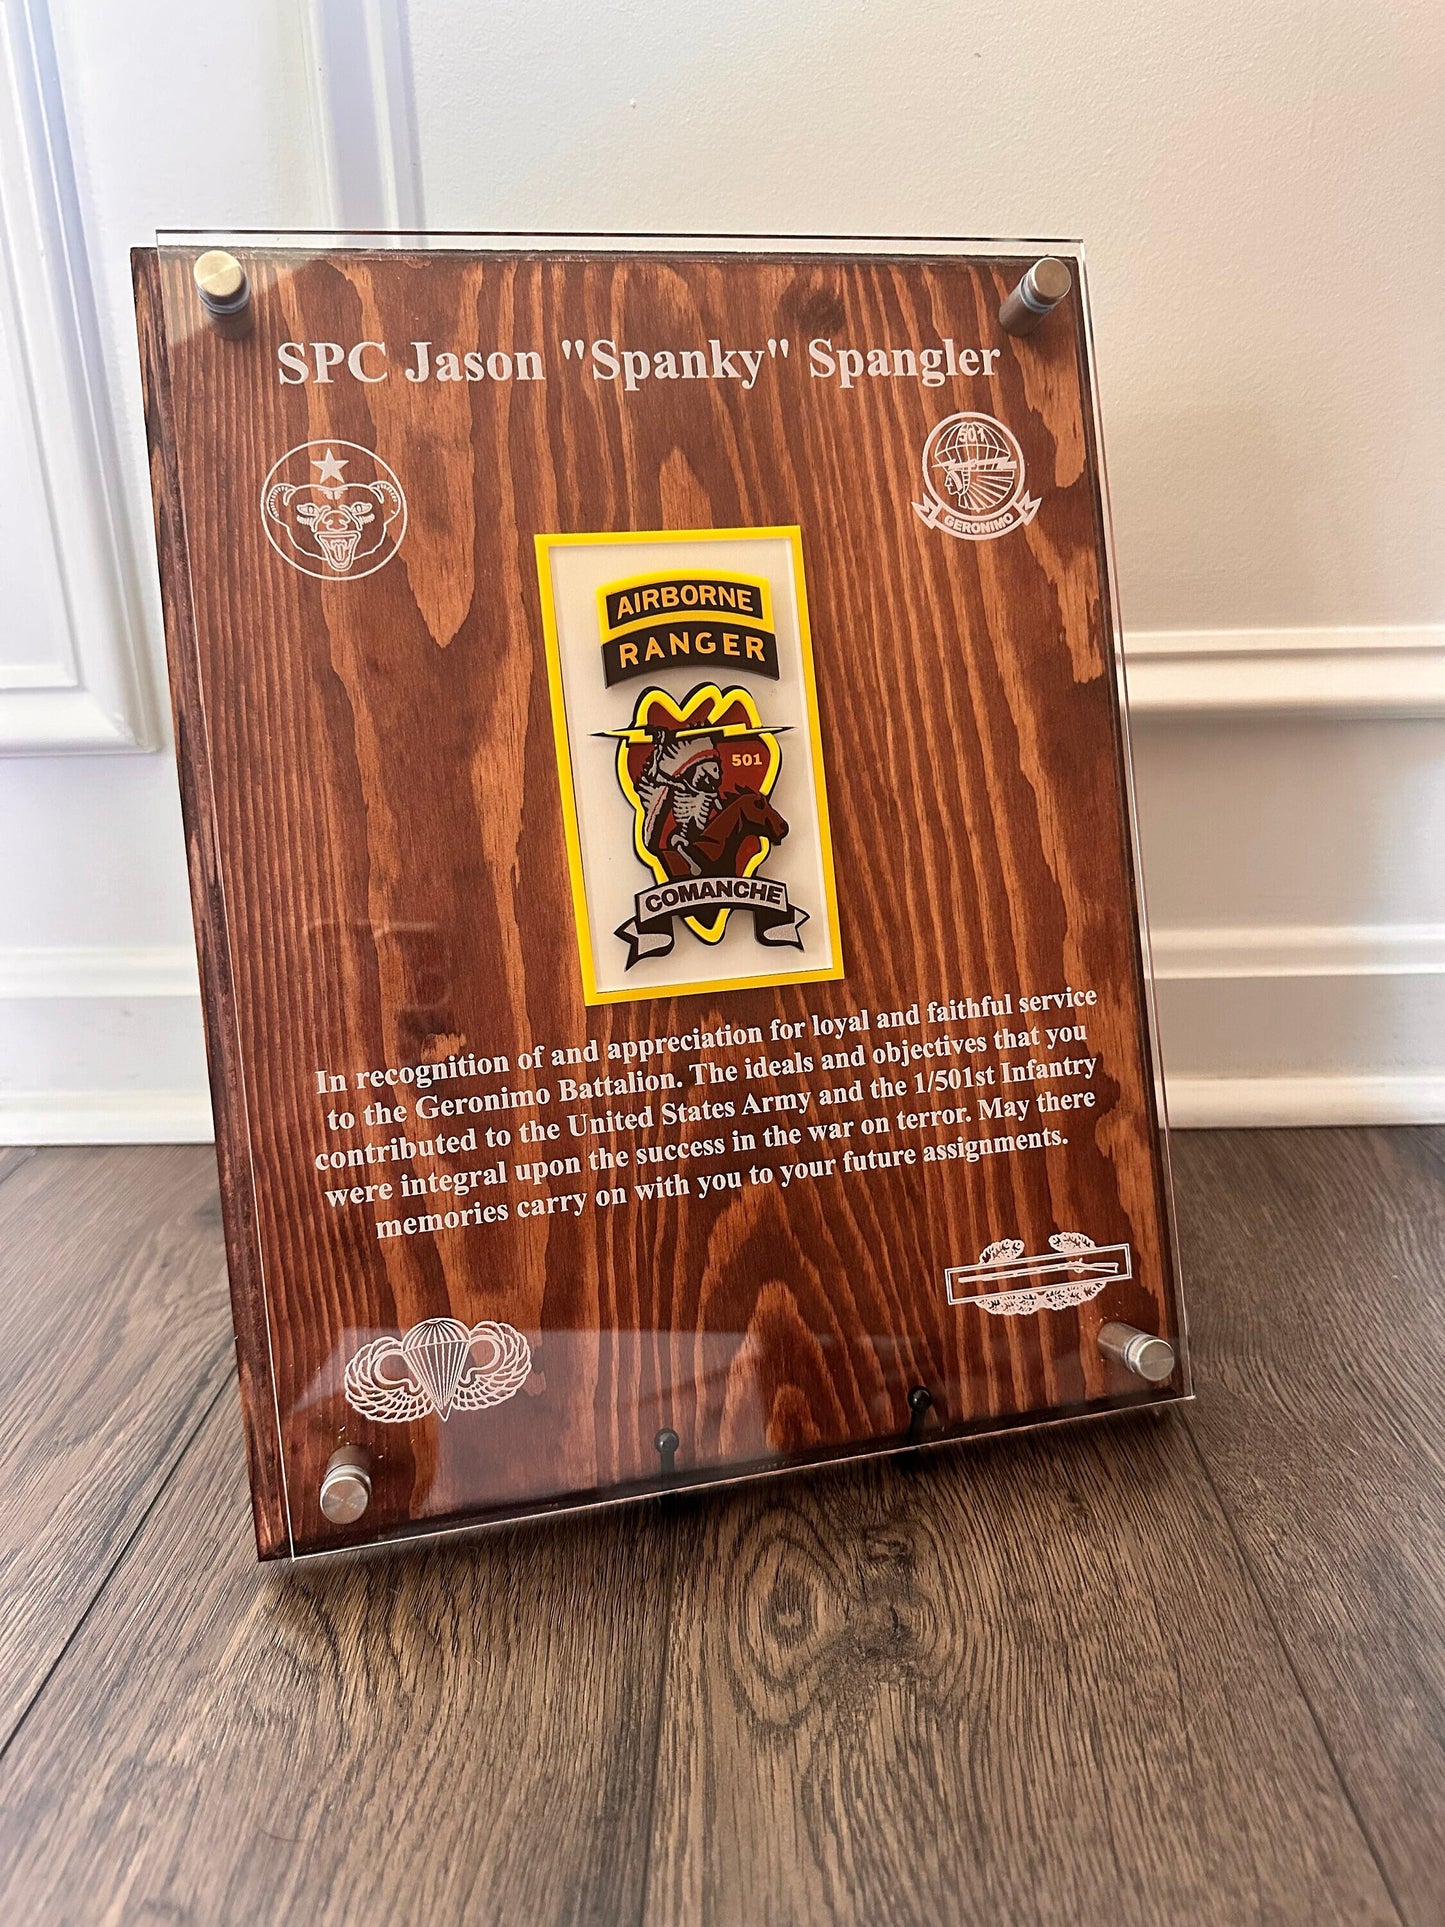 SPC Jason "Spanky" Spangler
501
GERONIMO
AIRBORNE
RANGER
501
COMANCHE
In recognition of and appreciation for loyal and faithful service
to the Geronimo Battalion. The ideals and objectives that you
contributed to the United States Army and the 1/501st Infantry
were integral upon the success in the war on terror. May there
memories carry on with you to your future assignments.